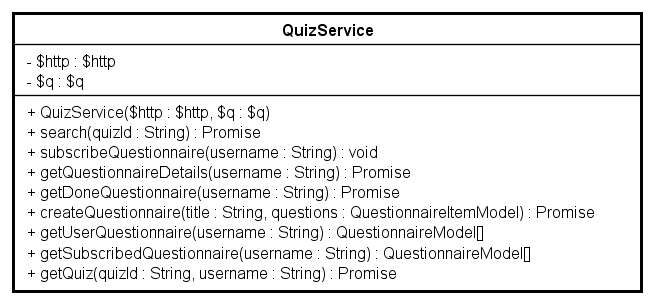 QuizService
- $http : $http
- $q : $q
+ QuizService($http : $http, $q : $q)
+ search(quizId : String) : Promise
+ subscribeQuestionnaire(username : String) : void
+ getQuestionnaireDetails(username : String) : Promise
+ getDoneQuestionnaire(username : String) : Promise
+ createQuestionnaire(title : String, questions : QuestionnaireItemModel) : Promise
+ getUserQuestionnaire(username : String) : QuestionnaireModel[]
+ getSubscribedQuestionnaire(username : String) : QuestionnaireModel[]
+ getQuiz(quizId : String, username : String) : Promise